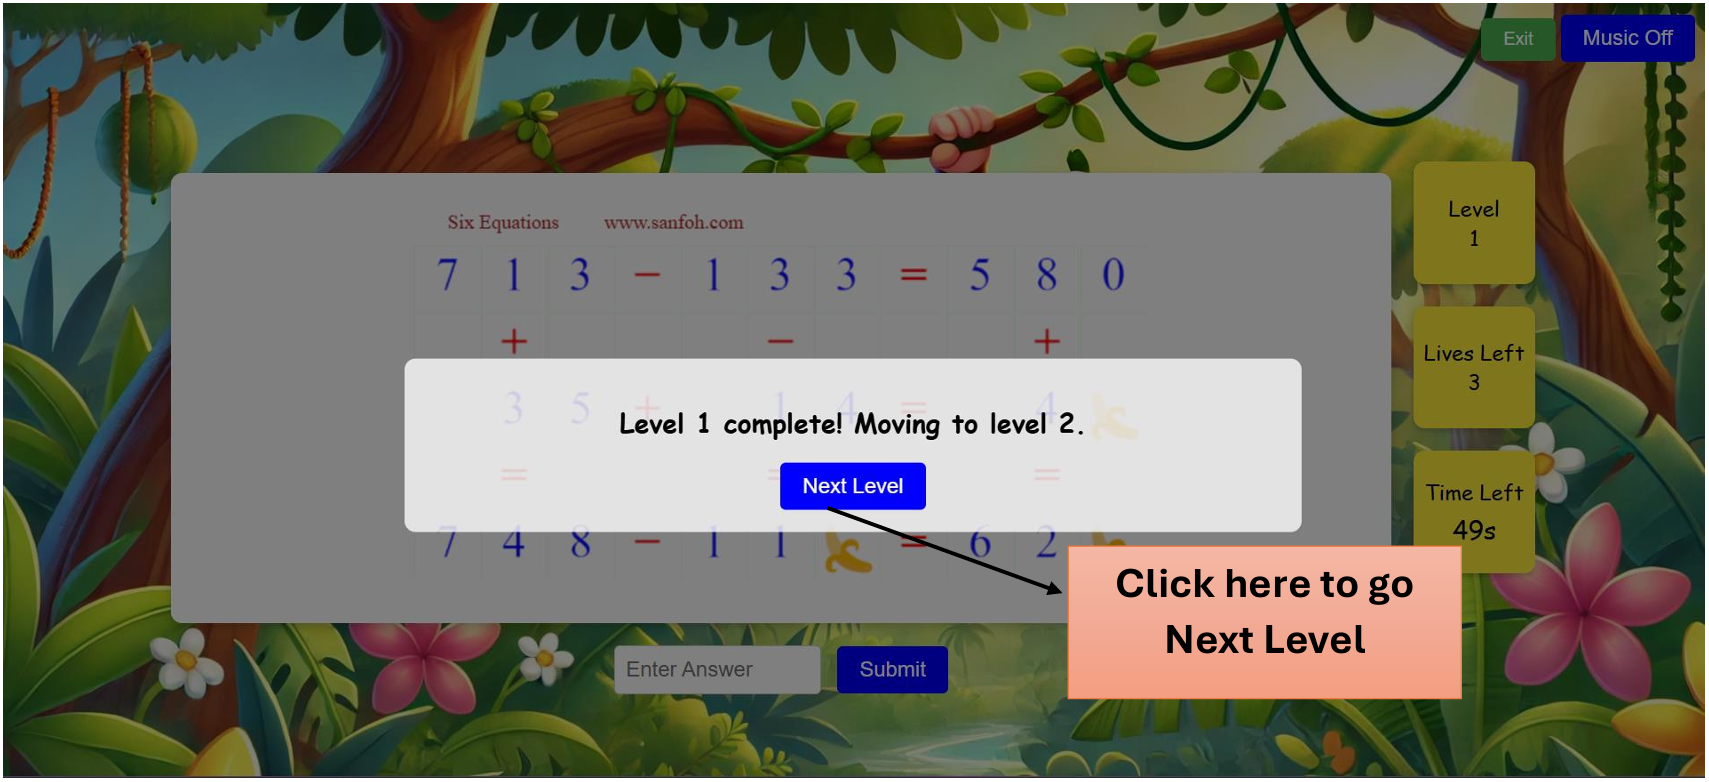 Exit Music Off
Level
1
Six Equations www.sanfoh.com
7 1 3 − 1 3 3 = 5 8 0
+ − +
Lives Left
3
3 5 + 1 4 = 4
Level 1 complete! Moving to level 2.
= = =
Next Level
Time Left
49s
7 4 8 − 1 1 = 6 2
Click here to go
Next Level
Enter Answer Submit